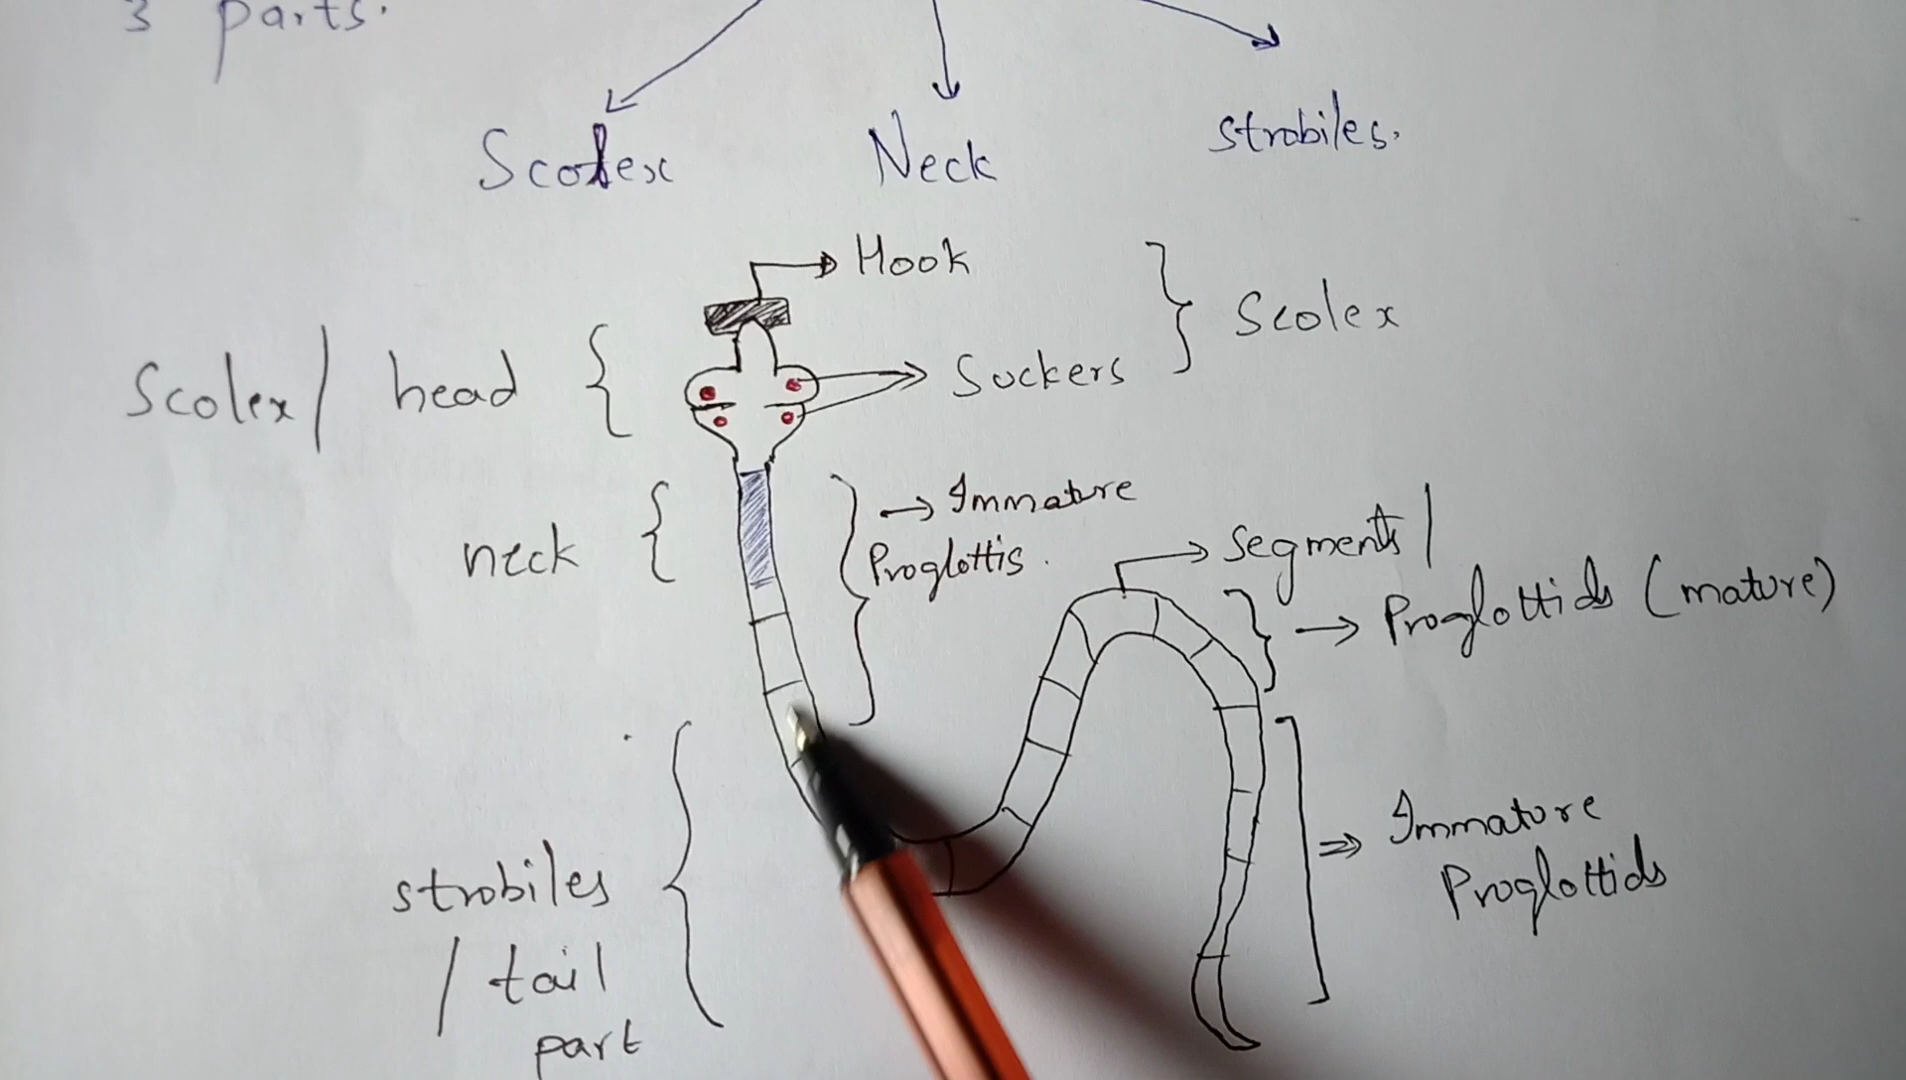 3 parts.
Scolex
Neck
Strobiles.
Hook
Scolex
Scolex / head
Suckers
→ Immature
Proglottis.
neck
Segments /
→ Proglottids (mature)
⇒ Immature
Proglottids
strobiles
/ tail
part